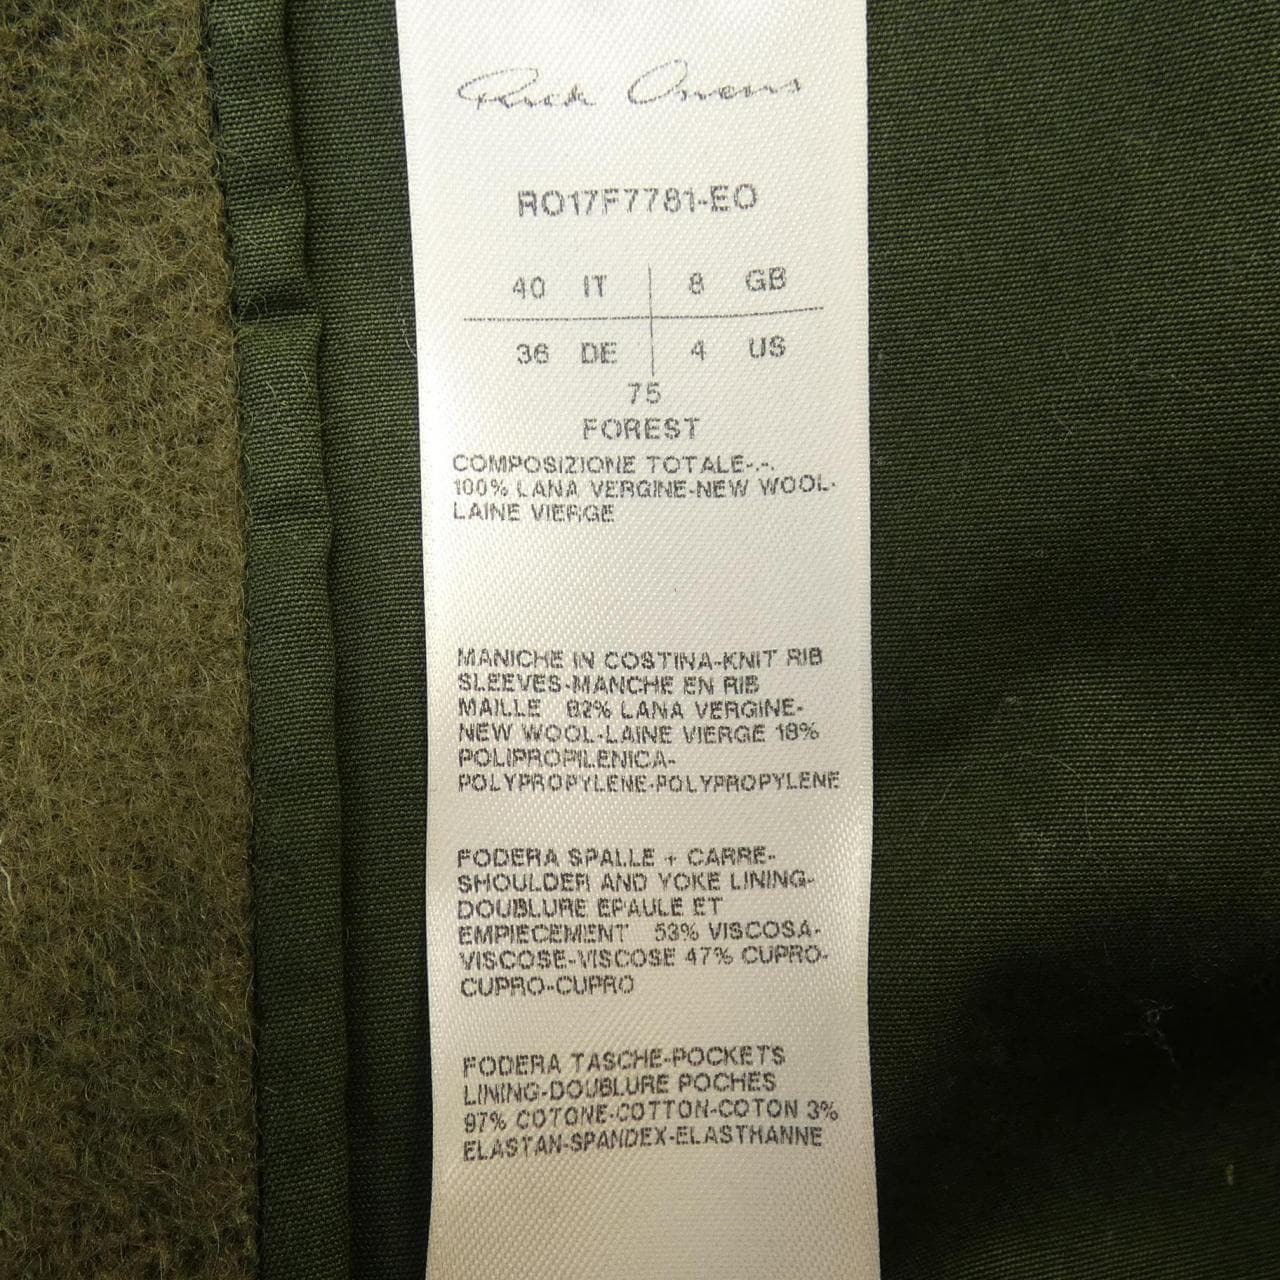 Rick Owens
RO17F7781-EO
40 IT 8 GB
36 DE 4 US
75
FOREST
COMPOSIZIONE TOTALE-.-.
100% LANA VERGINE-NEW WOOL-
LAINE VIERGE
MANICHE IN COSTINA-KNIT RIB
SLEEVES-MANCHE EN RIB
MAILLE 82% LANA VERGINE-
NEW WOOL-LAINE VIERGE 18%
POLIPROPILENICA-
POLYPROPYLENE-POLYPROPYLENE
FODERA SPALLE + CARRE-
SHOULDER AND YOKE LINING-
DOUBLURE EPAULE ET
EMPIECEMENT 53% VISCOSA-
VISCOSE-VISCOSE 47% CUPRO-
CUPRO-CUPRO
FODERA TASCHE-POCKETS
LINING-DOUBLURE POCHES
97% COTONE-COTTON-COTON 3%
ELASTAN-SPANDEX-ELASTHANNE